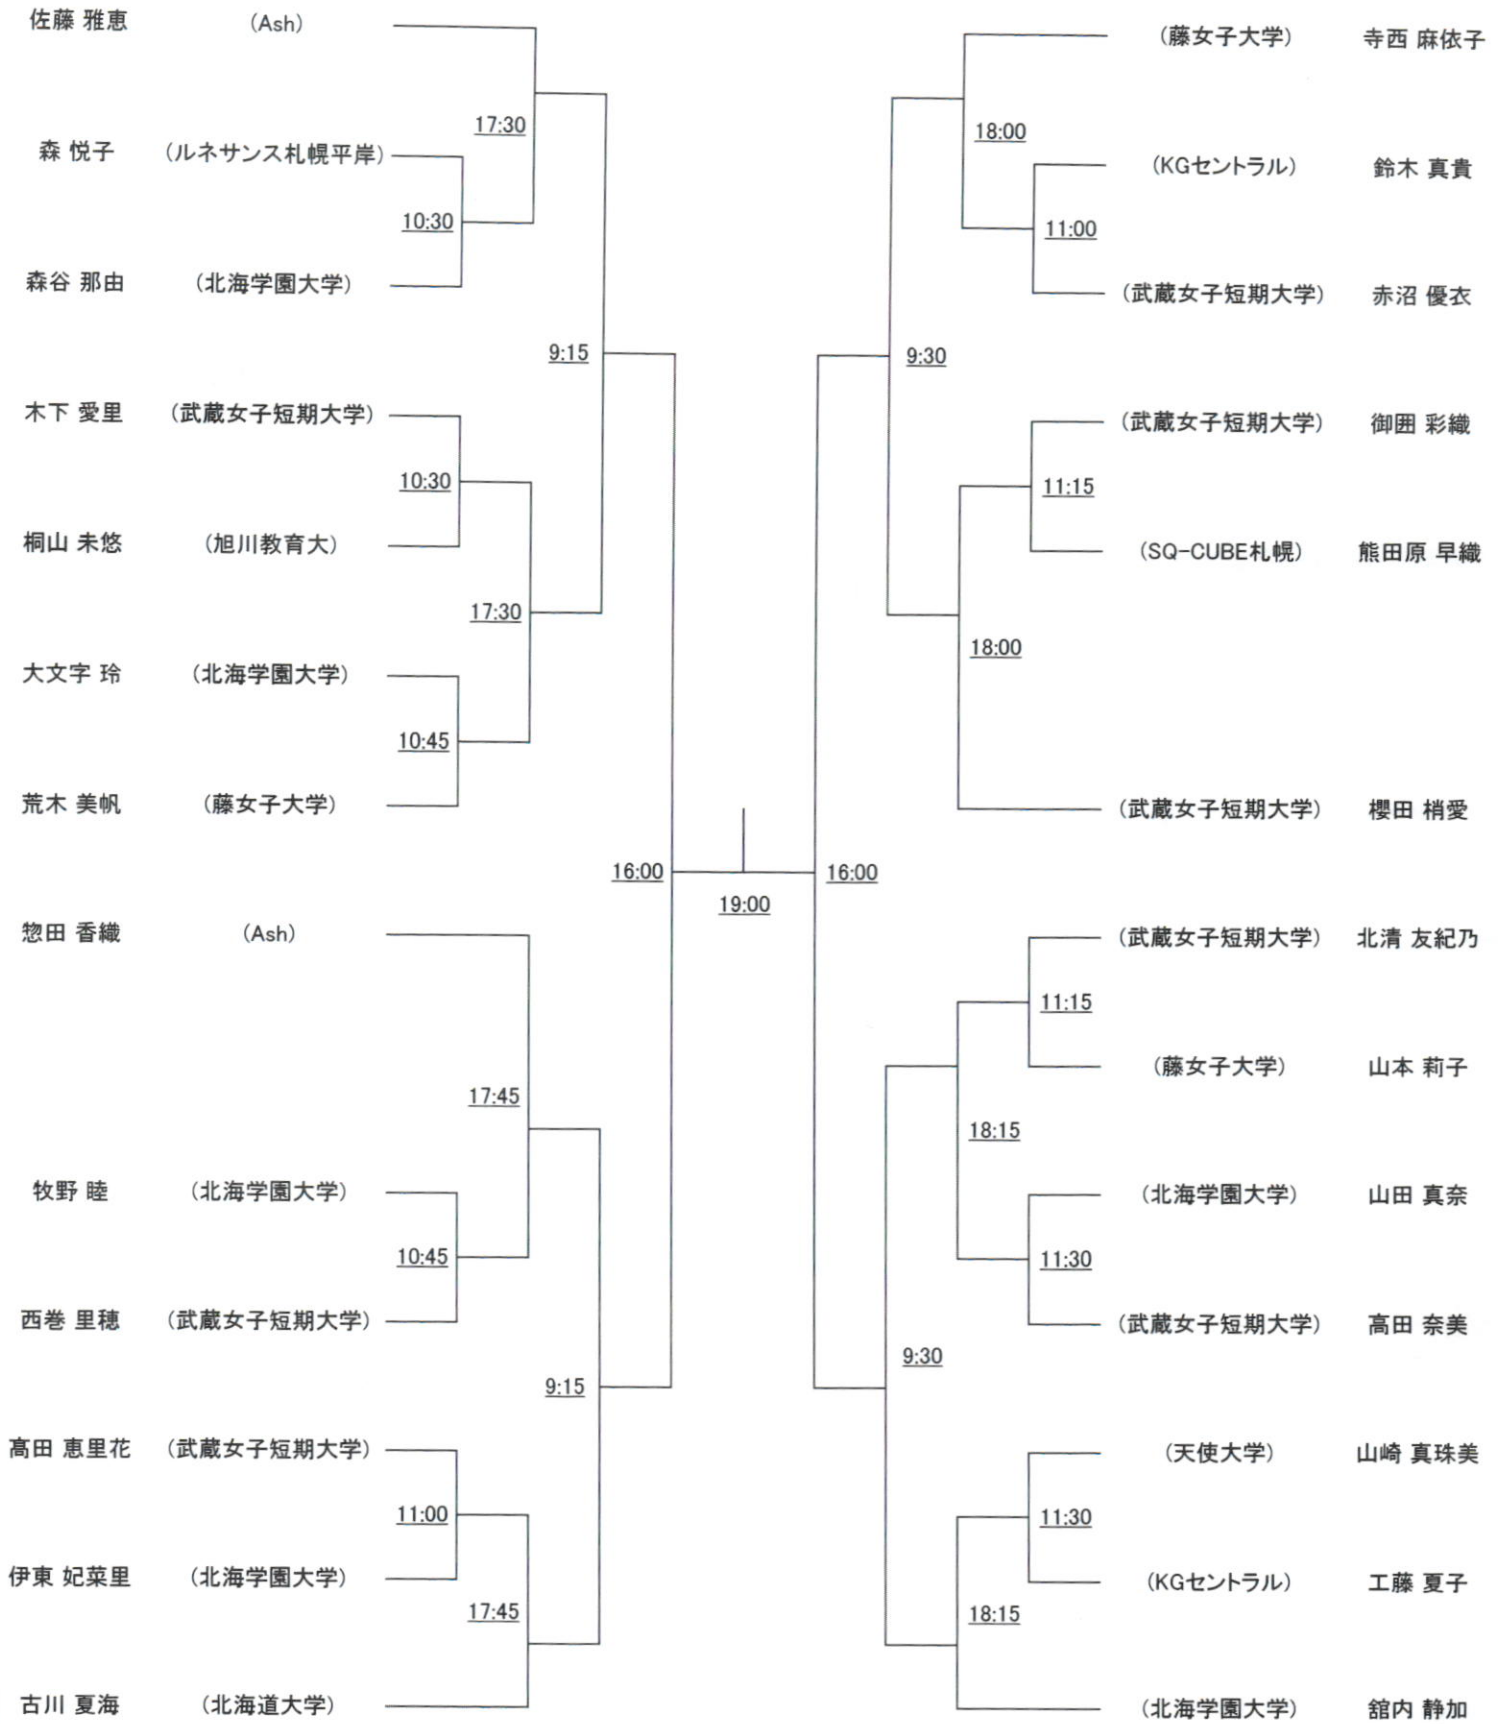 佐藤 雅恵 (Ash)
17:30
森 悦子 (ルネサンス札幌平岸)
10:30
森谷 那由 (北海学園大学)
9:15
木下 愛里 (武蔵女子短期大学)
10:30
桐山 未悠 (旭川教育大)
17:30
大文字 玲 (北海学園大学)
10:45
荒木 美帆 (藤女子大学)
16:00
惣田 香織 (Ash)
17:45
牧野 睦 (北海学園大学)
10:45
西巻 里穂 (武蔵女子短期大学)
9:15
髙田 恵里花 (武蔵女子短期大学)
11:00
伊東 妃菜里 (北海学園大学)
17:45
古川 夏海 (北海道大学)
19:00
(藤女子大学) 寺西 麻依子
18:00
(KGセントラル) 鈴木 真貴
11:00
(武蔵女子短期大学) 赤沼 優衣
9:30
(武蔵女子短期大学) 御囲 彩織
11:15
(SQ-CUBE札幌) 熊田原 早織
18:00
(武蔵女子短期大学) 櫻田 梢愛
16:00
(武蔵女子短期大学) 北清 友紀乃
11:15
(藤女子大学) 山本 莉子
18:15
(北海学園大学) 山田 真奈
11:30
(武蔵女子短期大学) 高田 奈美
9:30
(天使大学) 山崎 真珠美
11:30
(KGセントラル) 工藤 夏子
18:15
(北海学園大学) 舘内 静加